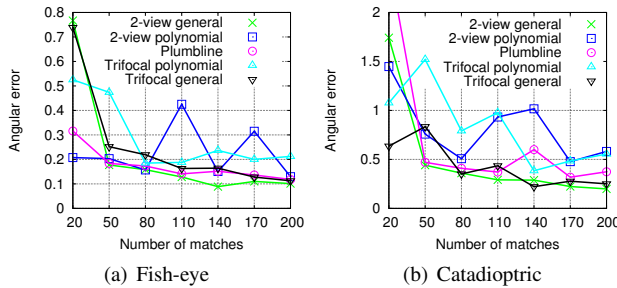 Angular error
0.8
0.7
0.6
0.5
0.4
0.3
0.2
0.1
0
2-view general
2-view polynomial
Plumbline
Trifocal polynomial
Trifocal general
20 50 80 110 140 170 200
Number of matches
(a) Fish-eye
Angular error
2
1.5
1
0.5
0
2-view general
2-view polynomial
Plumbline
Trifocal polynomial
Trifocal general
20 50 80 110 140 170 200
Number of matches
(b) Catadioptric